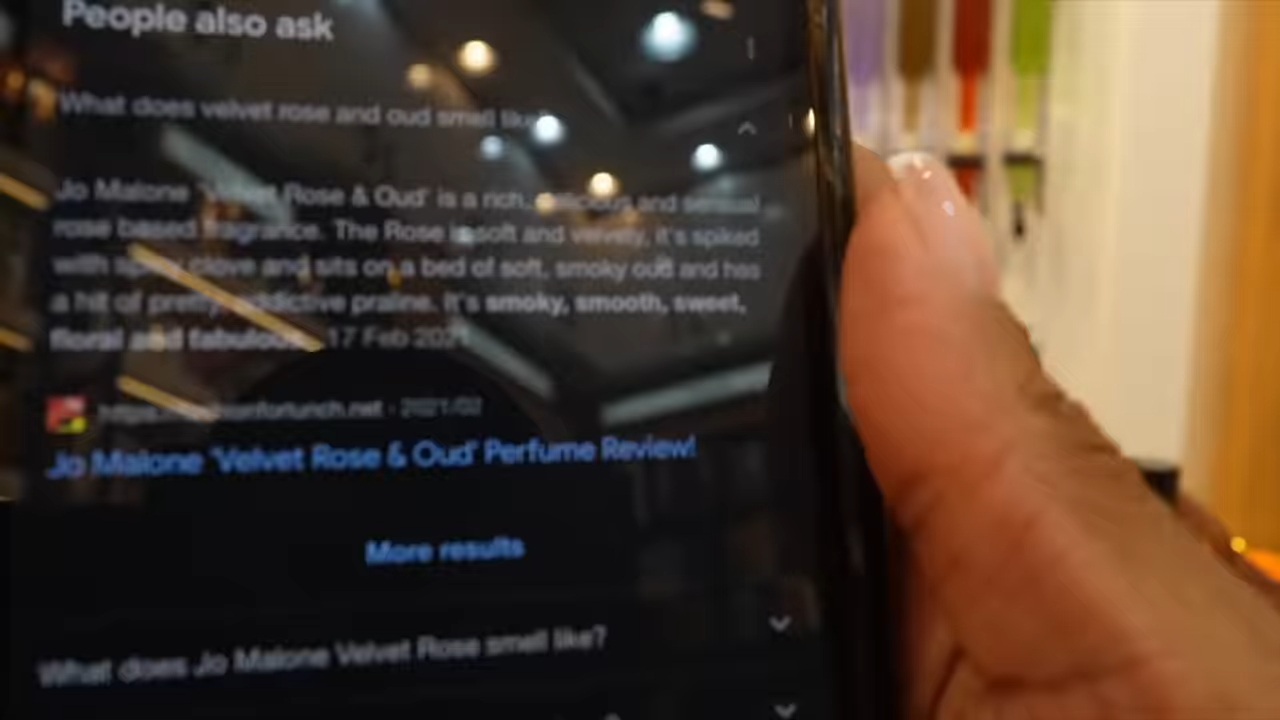 People also ask
What does velvet rose and oud smell like?
Jo Malone 'Velvet Rose & Oud' is a rich, delicious and sensual
rose based fragrance. The Rose is soft and velvety, it's spiked
with spicy clove and sits on a bed of soft, smoky oud and has
a hit of pretty, addictive praline. It's smoky, smooth, sweet,
floral and fabulous. 17 Feb 2021
2021/02
Jo Malone 'Velvet Rose & Oud' Perfume Review!
More results
What does Jo Malone Velvet Rose smell like?